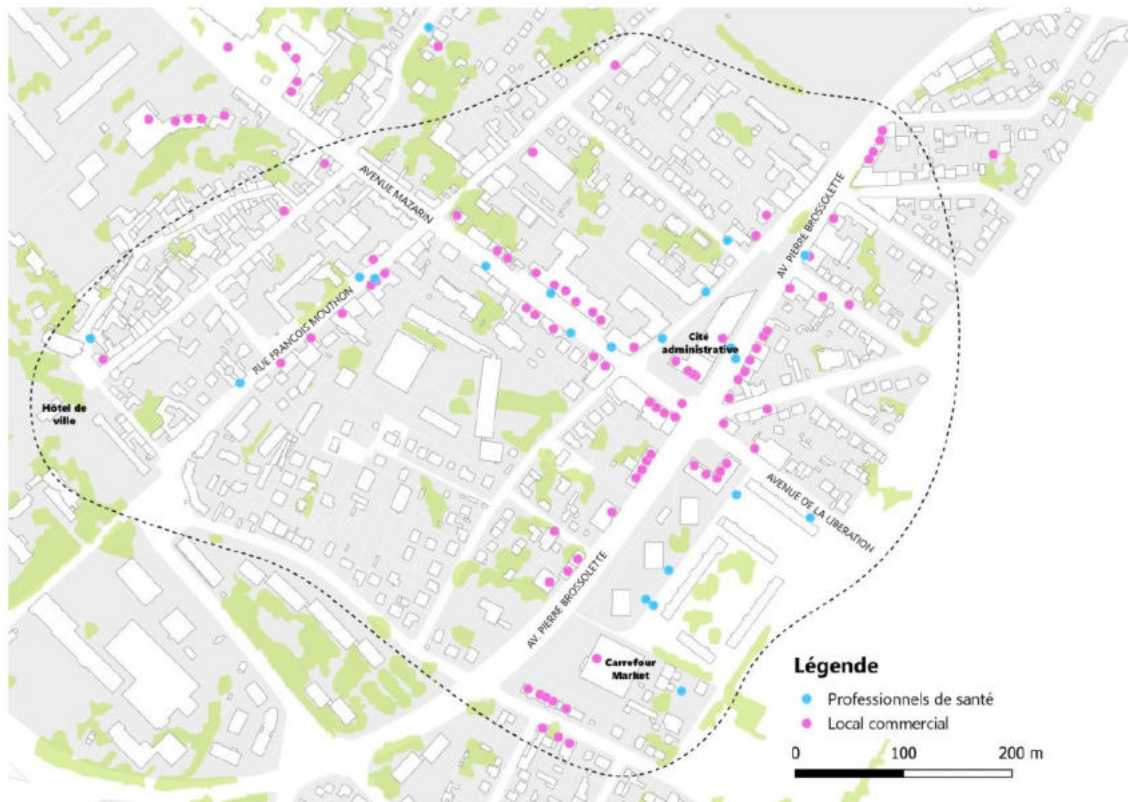 AVENUE MAZARIN
AV. PIERRE BROSSOLETTE
RUE FRANÇOIS MOUTHON
Cité
administrative
Hôtel de
ville
AVENUE DE LA LIBERATION
AV. PIERRE BROSSOLETTE
Carrefour
Market
Légende
Professionnels de santé
Local commercial
0 100 200 m